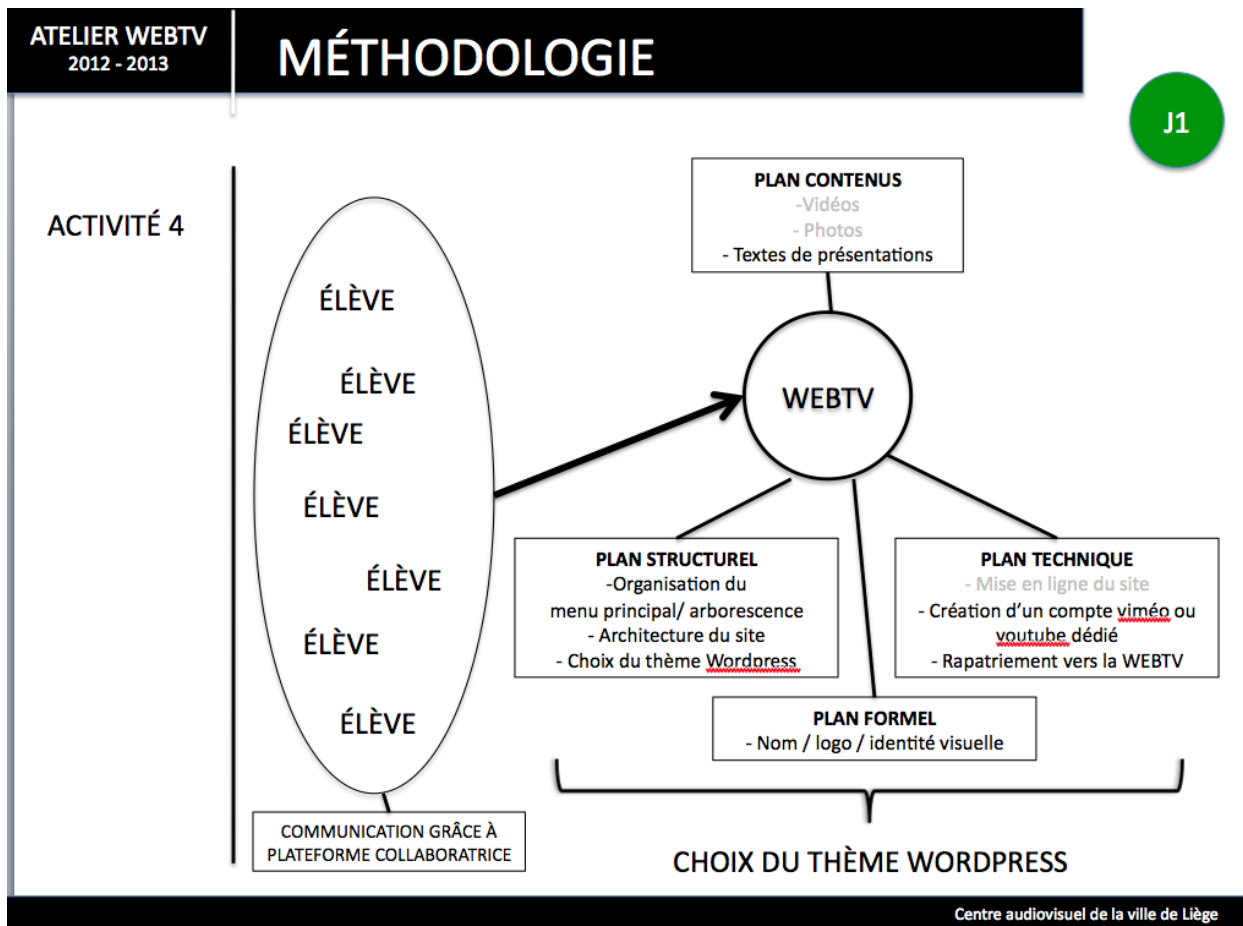 ATELIER WEBTV
2012 - 2013
MÉTHODOLOGIE
J1
ACTIVITÉ 4
ÉLÈVE
ÉLÈVE
ÉLÈVE
ÉLÈVE
ÉLÈVE
ÉLÈVE
ÉLÈVE
COMMUNICATION GRÂCE À
PLATEFORME COLLABORATRICE
PLAN CONTENUS
-Vidéos
- Photos
- Textes de présentations
WEBTV
PLAN STRUCTUREL
-Organisation du
menu principal/ arborescence
- Architecture du site
- Choix du thème Wordpress
PLAN TECHNIQUE
- Mise en ligne du site
- Création d'un compte viméo ou
youtube dédié
- Rapatriement vers la WEBTV
PLAN FORMEL
- Nom / logo / identité visuelle
CHOIX DU THÈME WORDPRESS
Centre audiovisuel de la ville de Liège